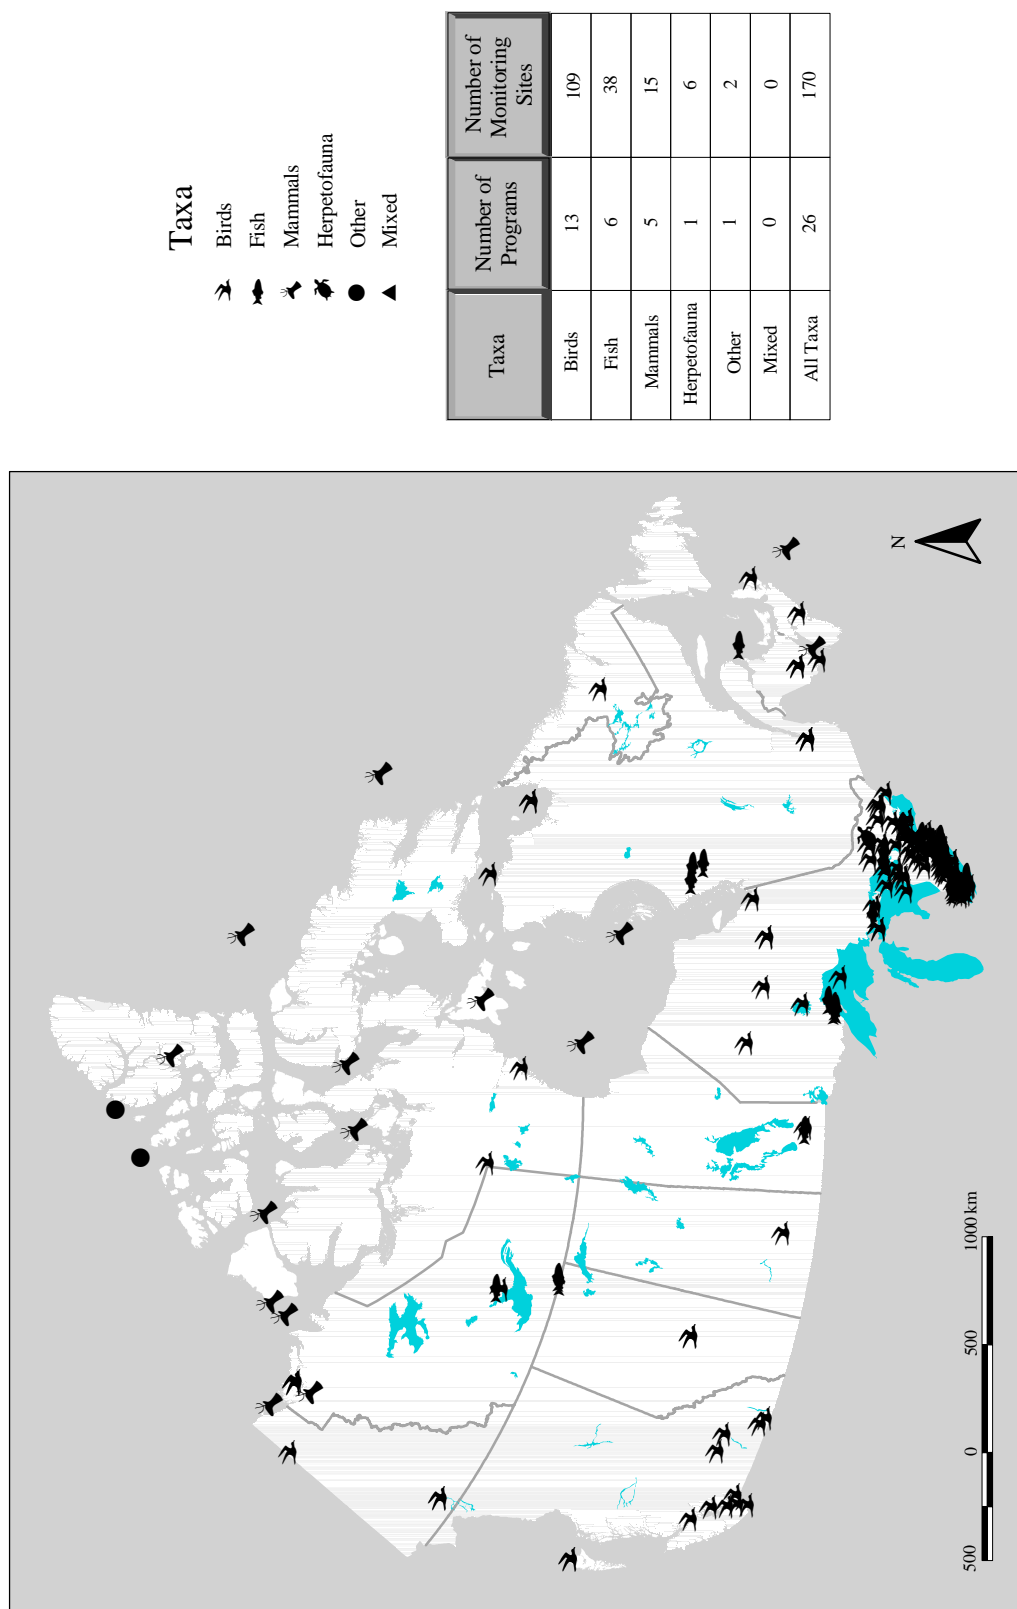 Taxa
Birds
Fish
Mammals
Herpetofauna
Other
Mixed
Taxa
Number of
Programs
Number of
Monitoring
Sites
Birds 13 109
Fish 6 38
Mammals 5 15
Herpetofauna 1 6
Other 1 2
Mixed 0 0
All Taxa 26 170
N
500 0 500 1000 km